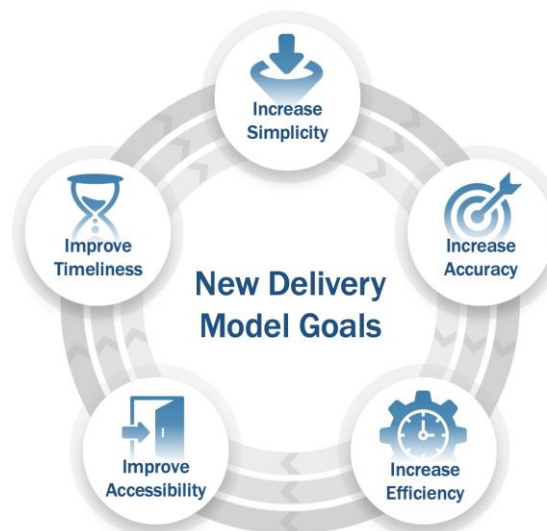 Increase
Simplicity
Improve
Timeliness
Increase
Accuracy
New Delivery
Model Goals
Improve
Accessibility
Increase
Efficiency